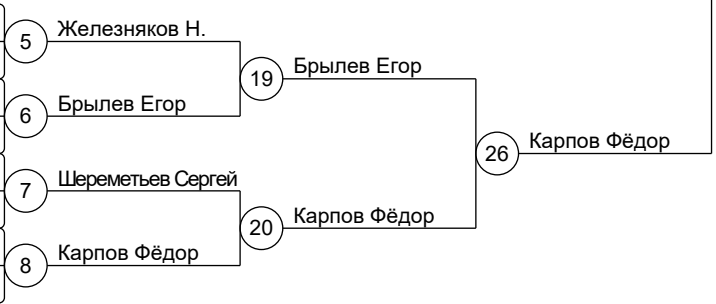 5 Железняков Н.
19 Брылев Егор
6 Брылев Егор
26 Карпов Фёдор
7 Шереметьев Сергей
20 Карпов Фёдор
8 Карпов Фёдор